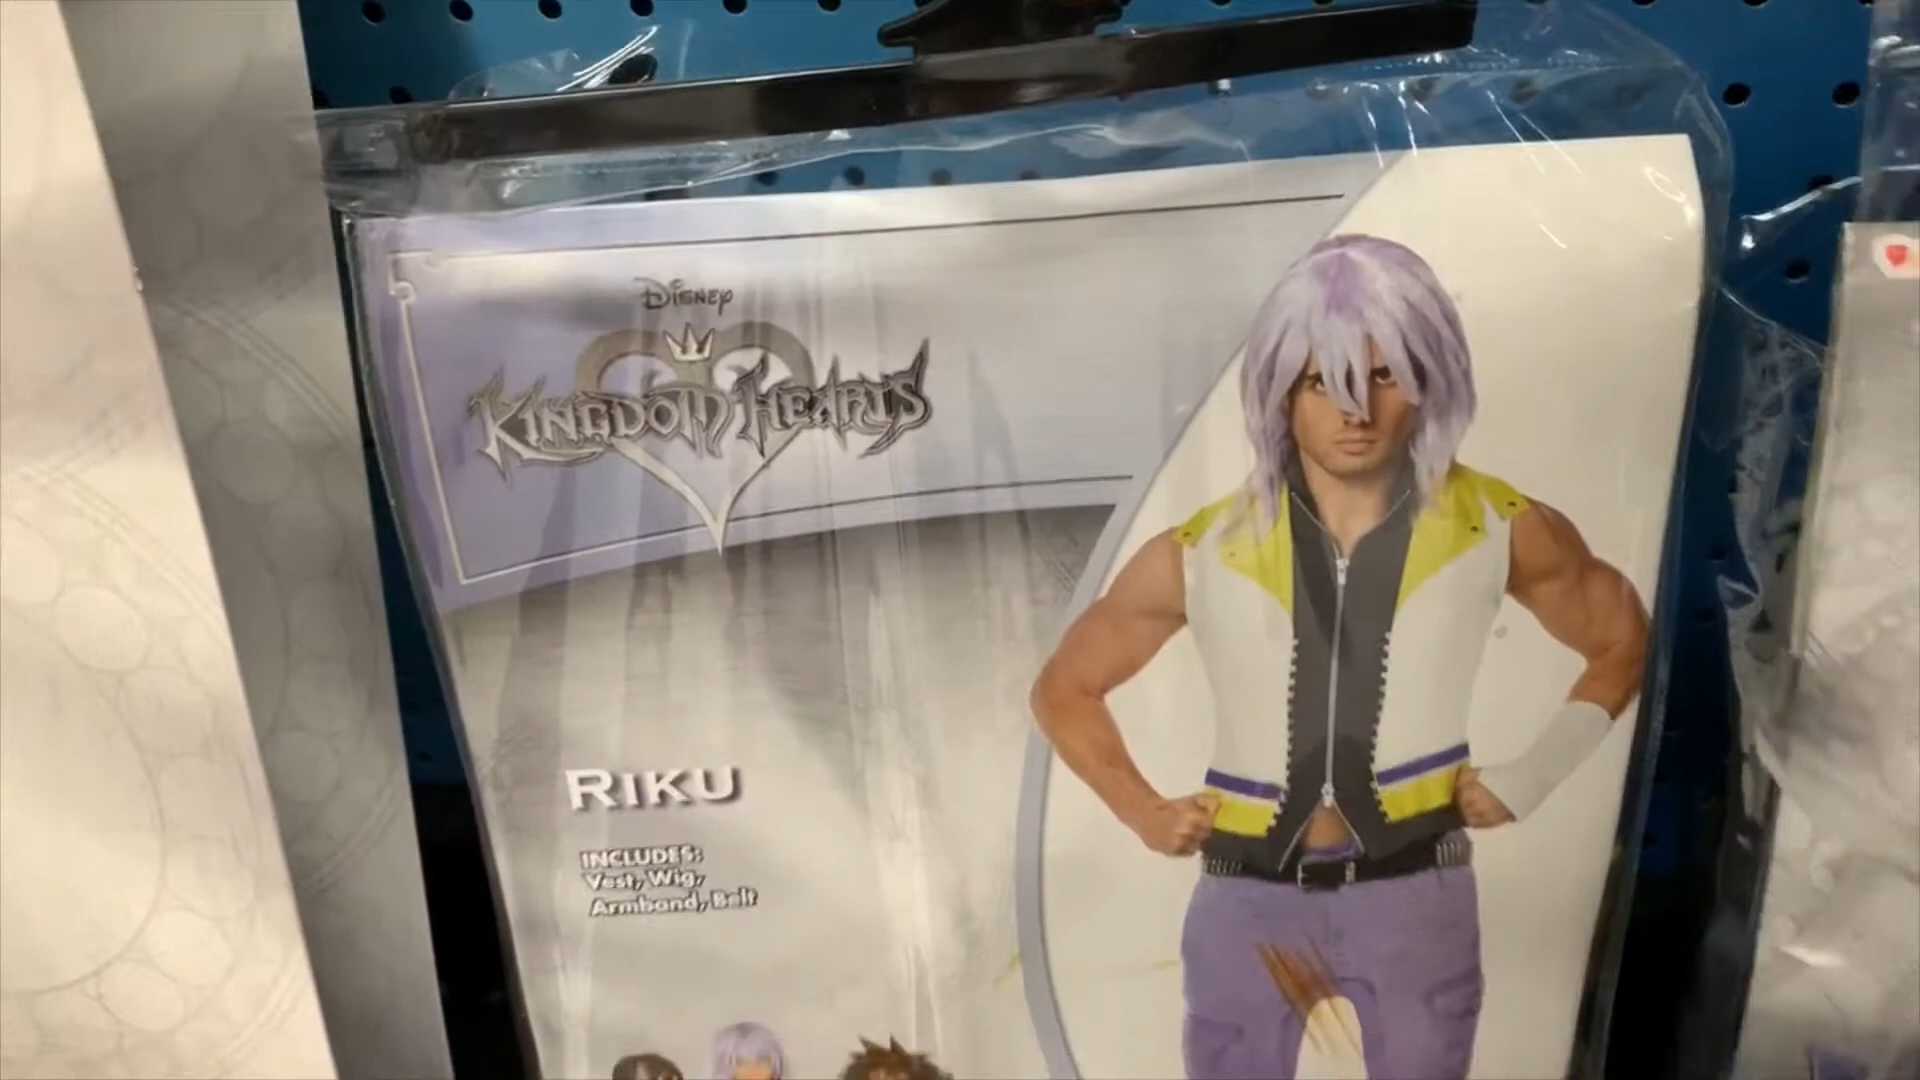 Disney
KINGDOM HEARTS
RIKU
INCLUDES:
Vest, Wig,
Armband, Belt